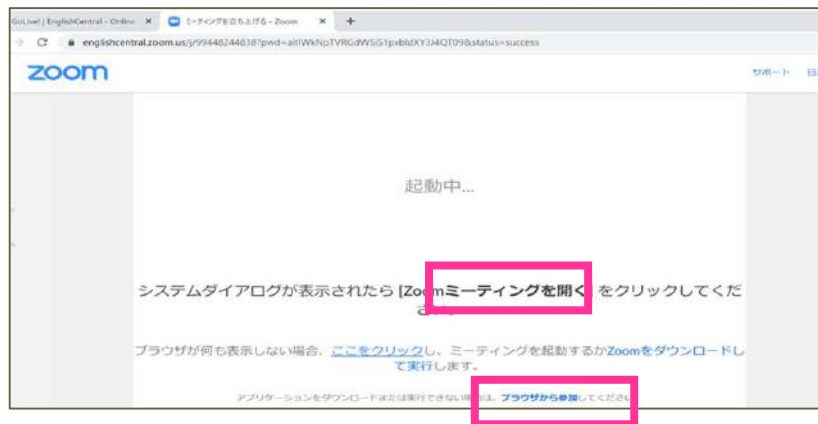 GoLive! | EnglishCentral - Online
ミーティングを立ち上げる - Zoom
englishcentral.zoom.us
zoom
サポート
起動中...
システムダイアログが表示されたら [Zoomミーティングを開く] をクリックしてくだ
さい。
ブラウザが何も表示しない場合、ここをクリックし、ミーティングを起動するかZoomをダウンロードし
て実行します。
アプリケーションをダウンロードまたは実行できない場合は、ブラウザから参加してください